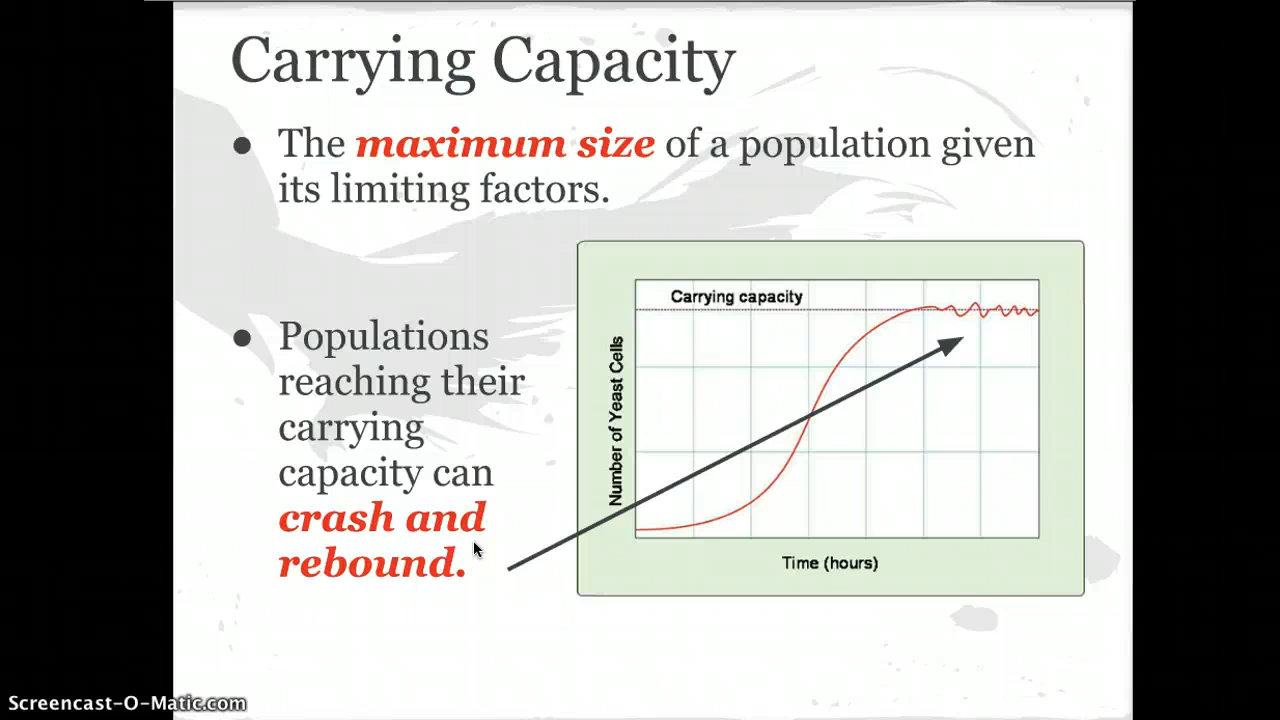 Carrying Capacity
● The maximum size of a population given
its limiting factors.
● Populations
reaching their
carrying
capacity can
crash and
rebound.
Carrying capacity
Number of Yeast Cells
Time (hours)
Screencast-O-Matic.com